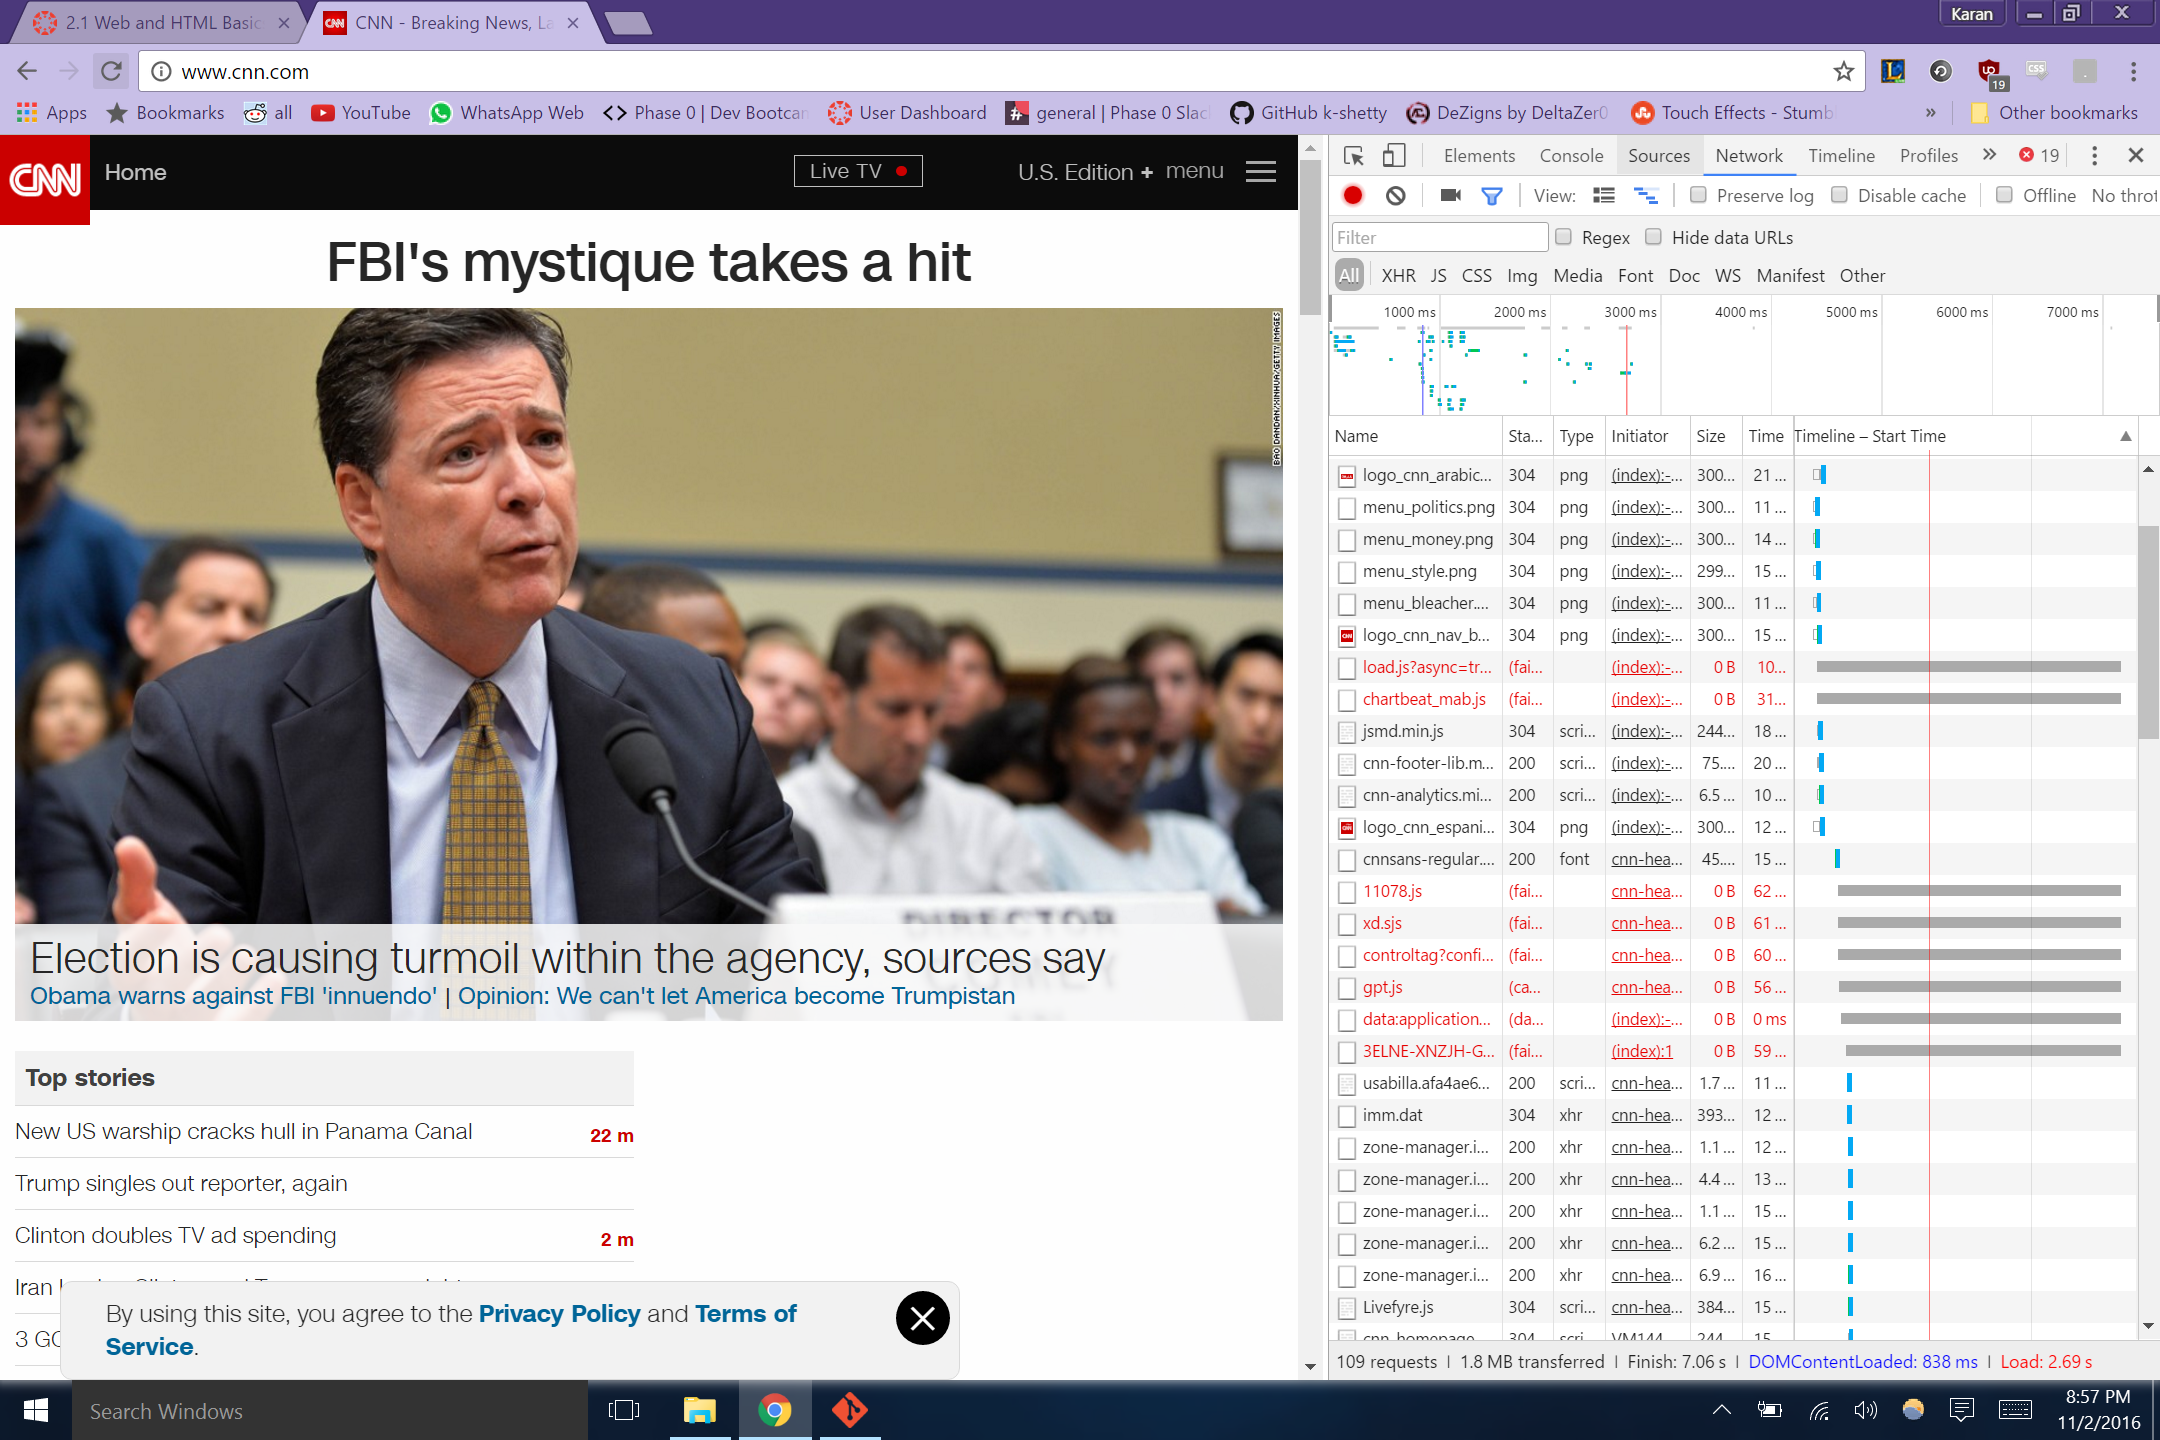 2.1 Web and HTML Basic
CNN - Breaking News, La
Karan
www.cnn.com
19
Apps
Bookmarks
all
YouTube
WhatsApp Web
Phase 0 | Dev Bootcam
User Dashboard
general | Phase 0 Slac
GitHub k-shetty
DeZigns by DeltaZer0
Touch Effects - Stumbl
»
Other bookmarks
CNN
Home
Live TV
U.S. Edition +
menu
FBI's mystique takes a hit
BAO DANDAN/XINHUA/GETTY IMAGES
DIRECTOR
Election is causing turmoil within the agency, sources say
Obama warns against FBI 'innuendo' | Opinion: We can't let America become Trumpistan
Top stories
New US warship cracks hull in Panama Canal 22 m
Trump singles out reporter, again
Clinton doubles TV ad spending 2 m
Iran
3 GO
By using this site, you agree to the Privacy Policy and Terms of
Service.
Elements Console Sources Network Timeline Profiles » 19
View: Preserve log Disable cache Offline No throt
Filter Regex Hide data URLs
All XHR JS CSS Img Media Font Doc WS Manifest Other
1000 ms 2000 ms 3000 ms 4000 ms 5000 ms 6000 ms 7000 ms
Name Sta... Type Initiator Size Time Timeline – Start Time
logo_cnn_arabic... 304 png (index):-... 300... 21 ...
menu_politics.png 304 png (index):-... 300... 11 ...
menu_money.png 304 png (index):-... 300... 14 ...
menu_style.png 304 png (index):-... 299... 15 ...
menu_bleacher.... 304 png (index):-... 300... 11 ...
logo_cnn_nav_b... 304 png (index):-... 300... 15 ...
load.js?async=tr... (fai... (index):-... 0 B 10...
chartbeat_mab.js (fai... (index):-... 0 B 31...
jsmd.min.js 304 scri... (index):-... 244... 18 ...
cnn-footer-lib.m... 200 scri... (index):-... 75.... 20 ...
cnn-analytics.mi... 200 scri... (index):-... 6.5 ... 10 ...
logo_cnn_espani... 304 png (index):-... 300... 12 ...
cnnsans-regular.... 200 font cnn-hea... 45.... 15 ...
11078.js (fai... cnn-hea... 0 B 62 ...
xd.sjs (fai... cnn-hea... 0 B 61 ...
controltag?confi... (fai... cnn-hea... 0 B 60 ...
gpt.js (ca... cnn-hea... 0 B 56 ...
data:application... (da... (index):-... 0 B 0 ms
3ELNE-XNZJH-G... (fai... (index):1 0 B 59 ...
usabilla.afa4ae6... 200 scri... cnn-hea... 1.7 ... 11 ...
imm.dat 304 xhr cnn-hea... 393... 12 ...
zone-manager.i... 200 xhr cnn-hea... 1.1 ... 12 ...
zone-manager.i... 200 xhr cnn-hea... 4.4 ... 13 ...
zone-manager.i... 200 xhr cnn-hea... 1.1 ... 15 ...
zone-manager.i... 200 xhr cnn-hea... 6.2 ... 15 ...
zone-manager.i... 200 xhr cnn-hea... 6.9 ... 16 ...
Livefyre.js 304 scri... cnn-hea... 384... 15 ...
cnn-homepage 304 scri VM144 244 15
109 requests | 1.8 MB transferred | Finish: 7.06 s | DOMContentLoaded: 838 ms | Load: 2.69 s
Search Windows
8:57 PM
11/2/2016